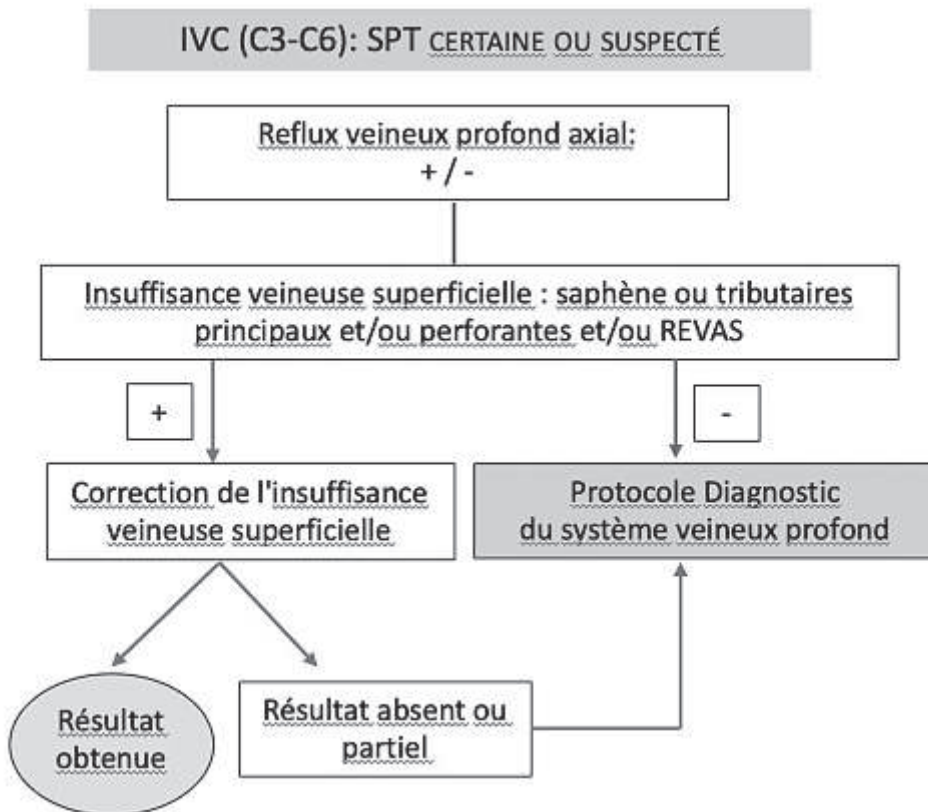 IVC (C3-C6): SPT CERTAINE OU SUSPECTÉ
Reflux veineux profond axial:
+ / -
Insuffisance veineuse superficielle : saphène ou tributaires
principaux et/ou perforantes et/ou REVAS
+
-
Correction de l'insuffisance
veineuse superficielle
Protocole Diagnostic
du système veineux profond
Résultat
obtenue
Résultat absent ou
partiel